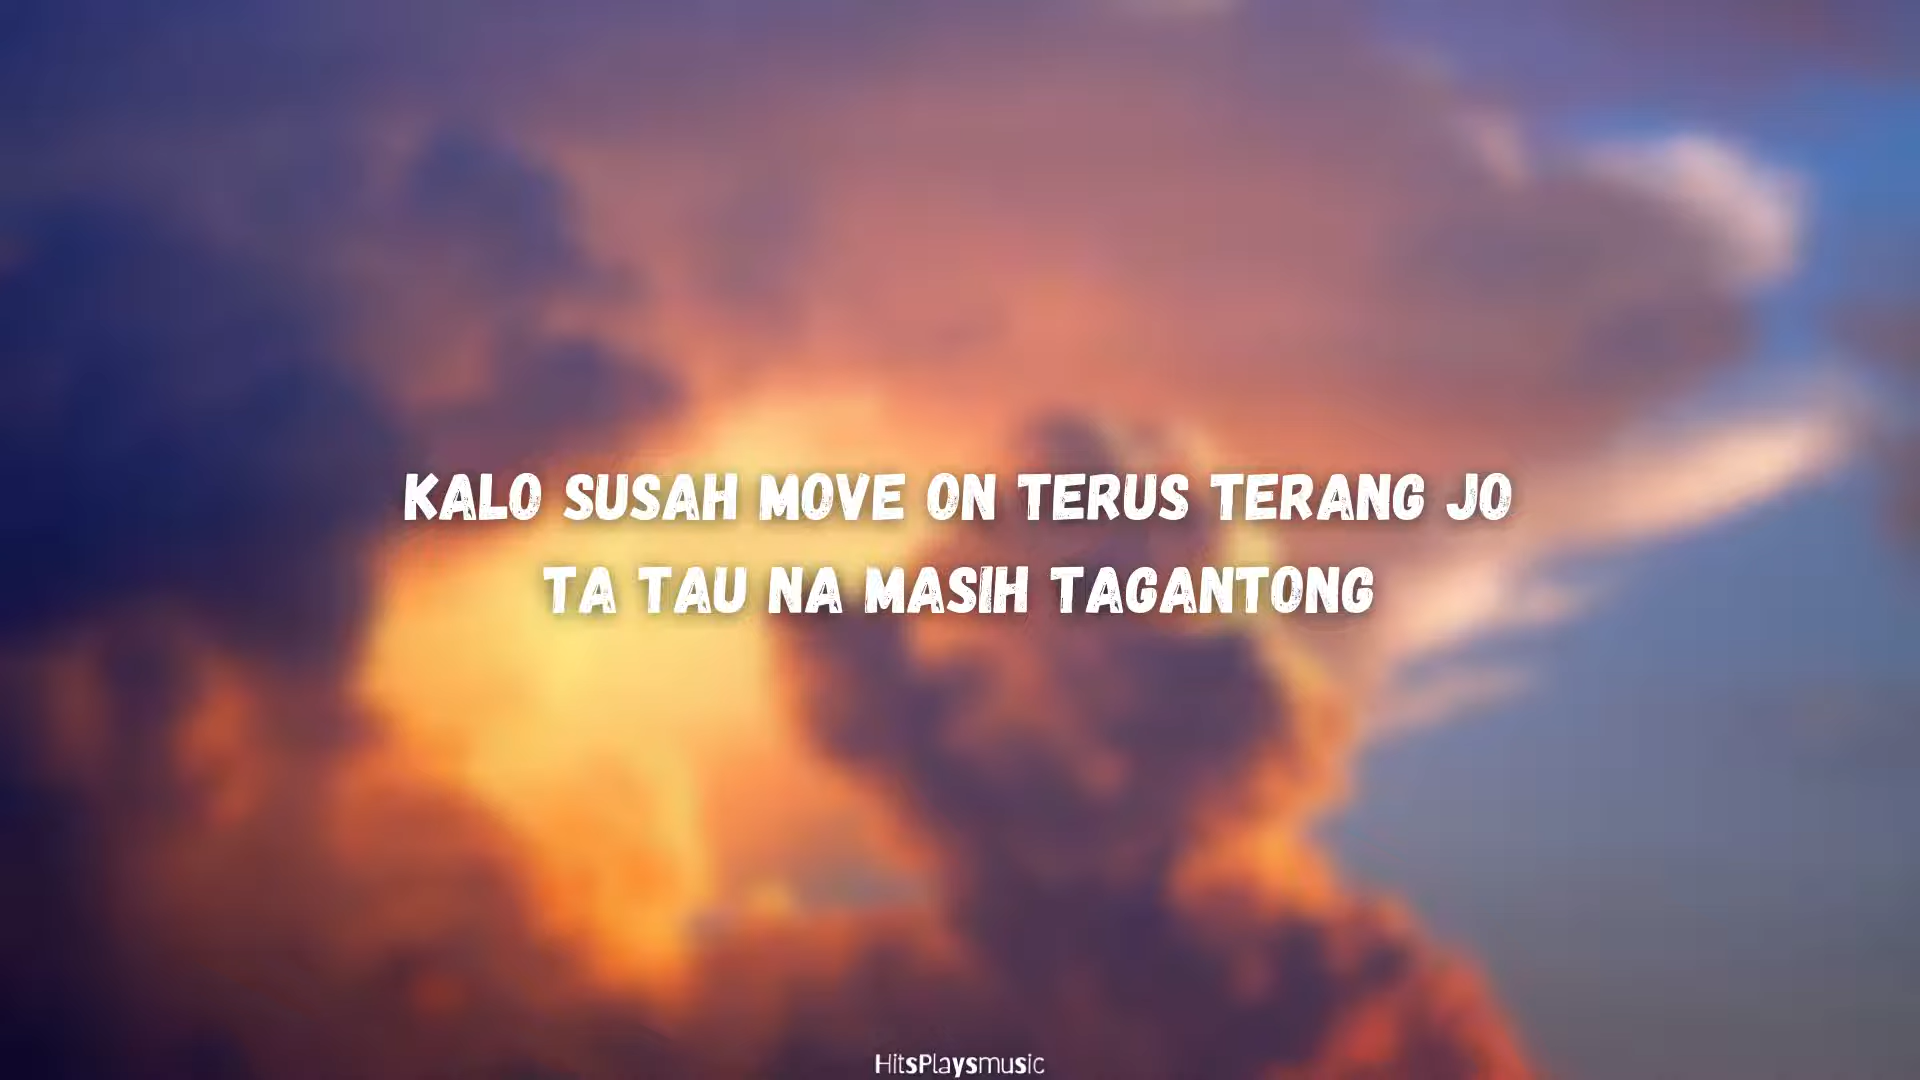 KALO SUSAH MOVE ON TERUS TERANG JO
TA TAU NA MASIH TAGANTONG
HitsPlaysmusic